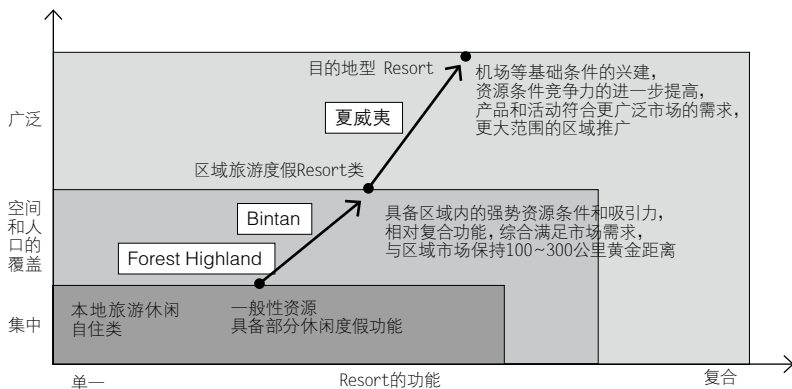 目的地型 Resort
机场等基础条件的兴建，
资源条件竞争力的进一步提高，
产品和活动符合更广泛市场的需求，
更大范围的区域推广
广泛
夏威夷
区域旅游度假Resort类
空间
和人
口的
覆盖
Bintan
具备区域内的强势资源条件和吸引力，
相对复合功能，综合满足市场需求，
与区域市场保持100~300公里黄金距离
Forest Highland
本地旅游休闲
自住类
一般性资源
具备部分休闲度假功能
集中
单一
Resort的功能
复合